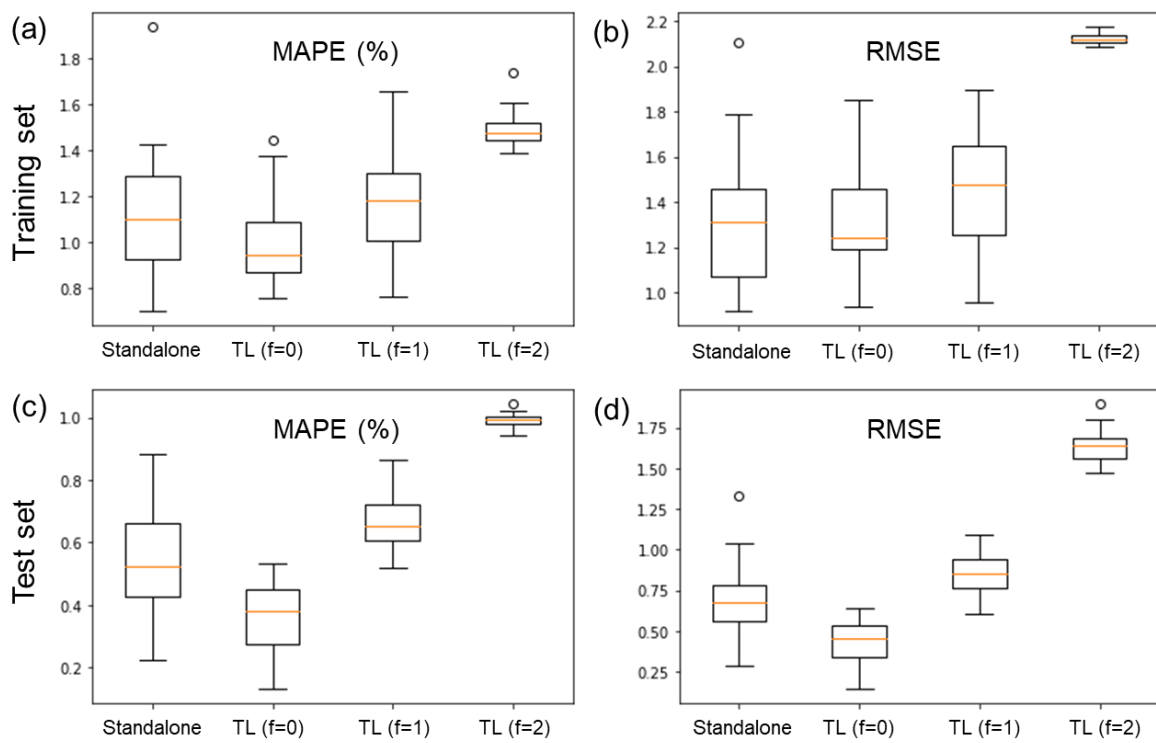 (a)
MAPE (%)
Training set
1.8
1.6
1.4
1.2
1.0
0.8
Standalone TL (f=0) TL (f=1) TL (f=2)
(b)
RMSE
2.2
2.0
1.8
1.6
1.4
1.2
1.0
Standalone TL (f=0) TL (f=1) TL (f=2)
(c)
MAPE (%)
Test set
1.0
0.8
0.6
0.4
0.2
Standalone TL (f=0) TL (f=1) TL (f=2)
(d)
RMSE
1.75
1.50
1.25
1.00
0.75
0.50
0.25
Standalone TL (f=0) TL (f=1) TL (f=2)